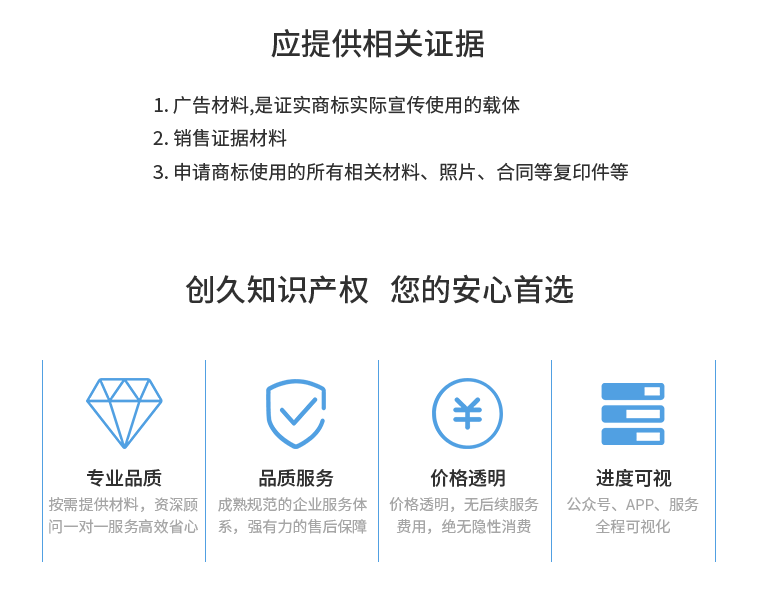 应提供相关证据
1. 广告材料,是证实商标实际宣传使用的载体
2. 销售证据材料
3. 申请商标使用的所有相关材料、照片、合同等复印件等
创久知识产权 您的安心首选
专业品质
按需提供材料，资深顾
问一对一服务高效省心
品质服务
成熟规范的企业服务体
系，强有力的售后保障
价格透明
价格透明，无后续服务
费用，绝无隐性消费
进度可视
公众号、APP、服务
全程可视化